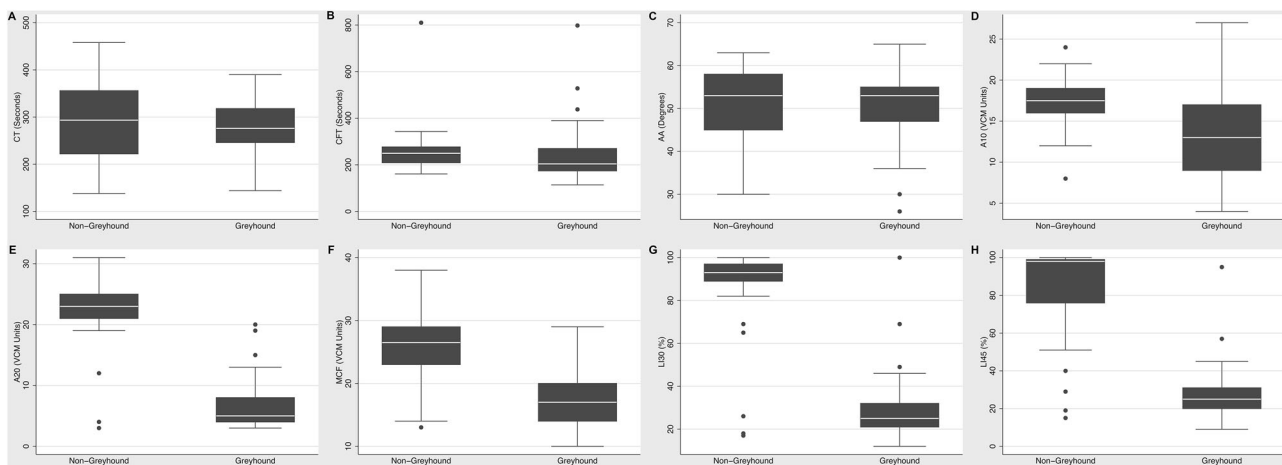 A
CT (Seconds)
500
400
300
200
100
Non-Greyhound
Greyhound
B
CFT (Seconds)
800
600
400
200
0
Non-Greyhound
Greyhound
C
AA (Degrees)
70
60
50
40
30
Non-Greyhound
Greyhound
D
A10 (VCM Units)
25
20
15
10
5
Non-Greyhound
Greyhound
E
A20 (VCM Units)
30
20
10
0
Non-Greyhound
Greyhound
F
MCF (VCM Units)
40
30
20
10
Non-Greyhound
Greyhound
G
LI30 (%)
100
80
60
40
20
Non-Greyhound
Greyhound
H
LI45 (%)
100
80
60
40
20
0
Non-Greyhound
Greyhound